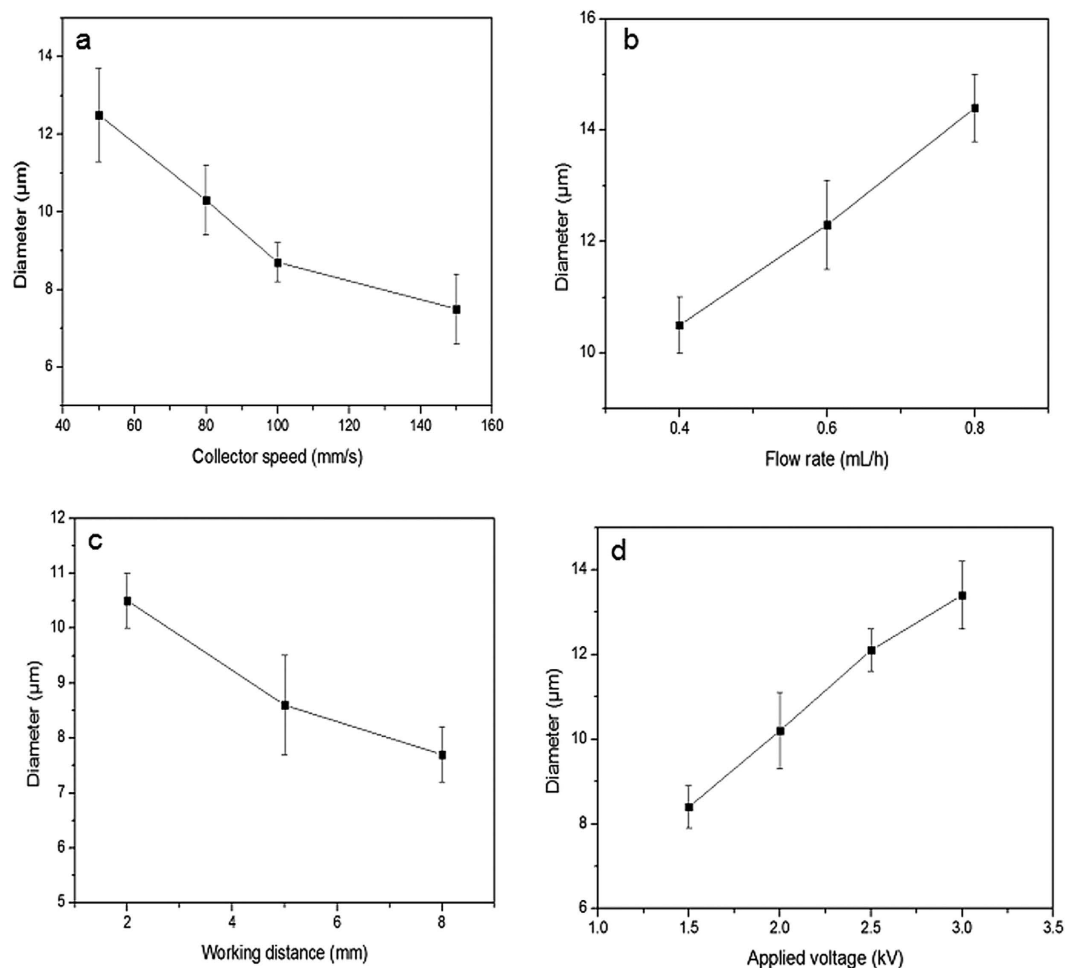 a
14
12
10
8
6
Diameter (µm)
40 60 80 100 120 140 160
Collector speed (mm/s)
b
16
14
12
10
Diameter (µm)
0.4 0.6 0.8
Flow rate (mL/h)
c
12
11
10
9
8
7
6
5
Diameter (µm)
2 4 6 8
Working distance (mm)
d
14
12
10
8
6
Diameter (µm)
1.0 1.5 2.0 2.5 3.0 3.5
Applied voltage (kV)